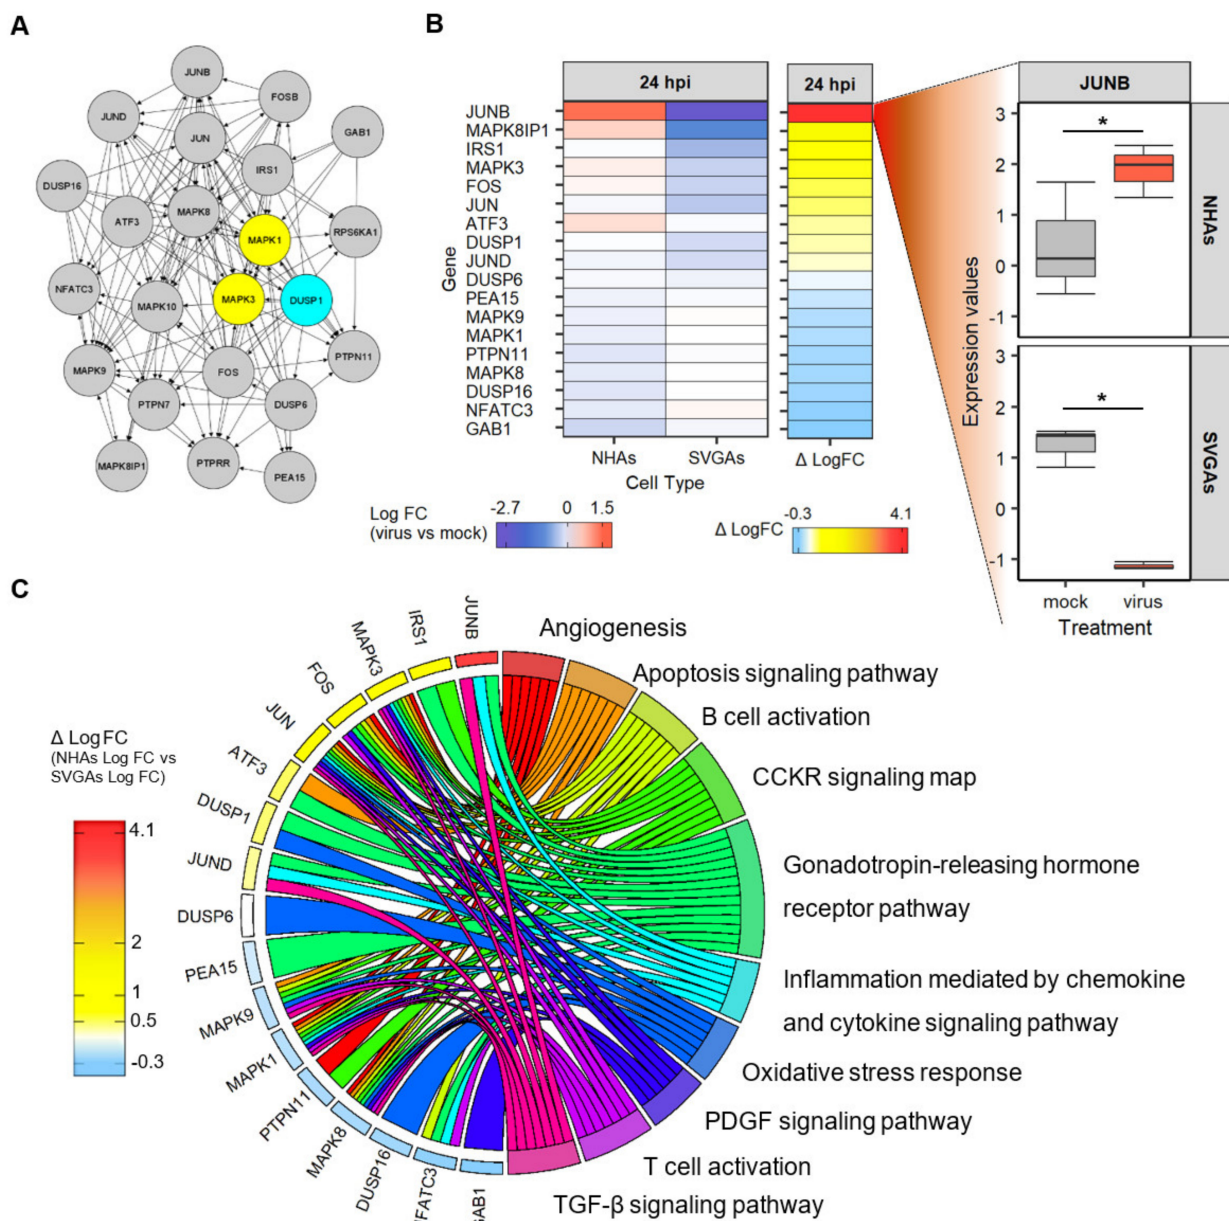 A
JUNB
FOSB
JUND
JUN
GAB1
IRS1
DUSP16
MAPK8
ATF3
MAPK1
RPS6KA1
NFATC3
MAPK10
MAPK3
DUSP1
PTPN11
MAPK9
FOS
PTPN7
DUSP6
MAPK8IP1
PTPRR
PEA15
B
24 hpi
24 hpi
Gene
JUNB
MAPK8IP1
IRS1
MAPK3
FOS
JUN
ATF3
DUSP1
JUND
DUSP6
PEA15
MAPK9
MAPK1
PTPN11
MAPK8
DUSP16
NFATC3
GAB1
NHAs SVGAs
Cell Type
Δ LogFC
Log FC
(virus vs mock)
-2.7 0 1.5
Δ LogFC
-0.3 4.1
JUNB
Expression values
3
2
1
0
-1
*
NHAs
3
2
1
0
-1
*
SVGAs
mock virus
Treatment
C
Δ Log FC
(NHAs Log FC vs
SVGAs Log FC)
4.1
2
1
0.5
-0.3
JUNB
IRS1
MAPK3
FOS
JUN
ATF3
DUSP1
JUND
DUSP6
PEA15
MAPK9
MAPK1
PTPN11
MAPK8
DUSP16
NFATC3
GAB1
Angiogenesis
Apoptosis signaling pathway
B cell activation
CCKR signaling map
Gonadotropin-releasing hormone
receptor pathway
Inflammation mediated by chemokine
and cytokine signaling pathway
Oxidative stress response
PDGF signaling pathway
T cell activation
TGF-β signaling pathway